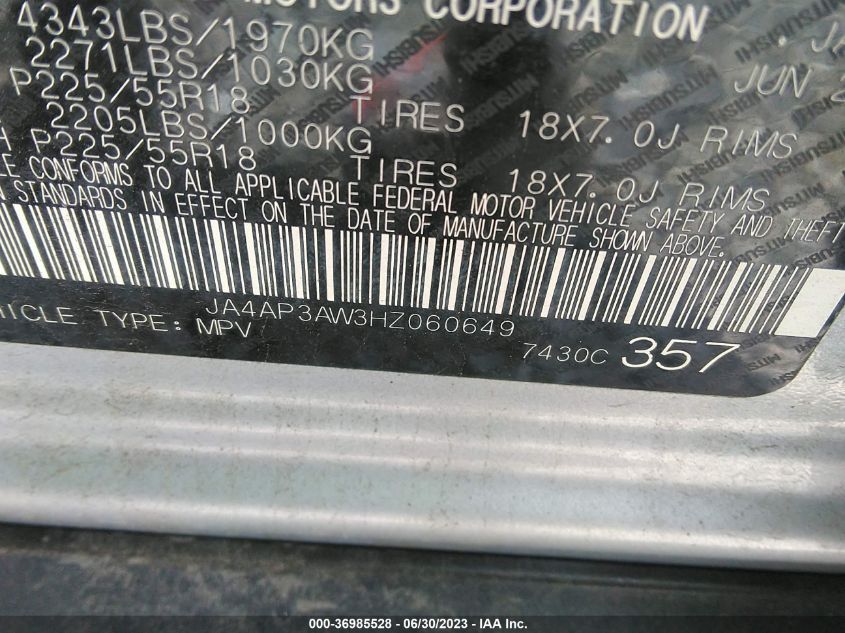 MOTORS CORPORATION
4343LBS/1970KG
2271LBS/1030KG JUN
P225/55R18 TIRES 18X7.0J RIMS
2205LBS/1000KG
P225/55R18 TIRES 18X7.0J RIMS
CONFORMS TO ALL APPLICABLE FEDERAL MOTOR VEHICLE SAFETY AND THEFT
STANDARDS IN EFFECT ON THE DATE OF MANUFACTURE SHOWN ABOVE.
JA4AP3AW3HZ060649
TYPE: MPV
7430C 357
MITSUBISHI
000-36985528 - 06/30/2023 - IAA Inc.